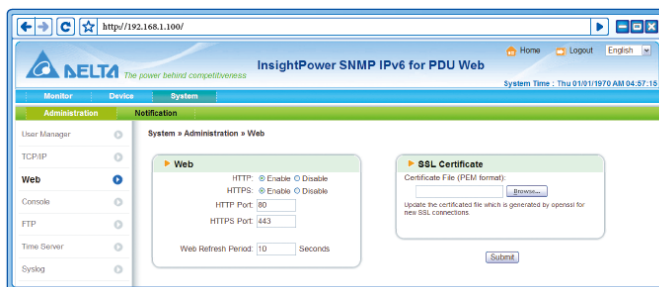 http://192.168.1.100/
Home Logout English
DELTA The power behind competitiveness
InsightPower SNMP IPv6 for PDU Web
System Time : Thu 01/01/1970 AM 04:57:15
Monitor Device System
Administration Notification
User Manager
TCP/IP
Web
Console
FTP
Time Server
Syslog
System » Administration » Web
Web
HTTP: Enable Disable
HTTPS: Enable Disable
HTTP Port: 80
HTTPS Port: 443
Web Refresh Period: 10 Seconds
SSL Certificate
Certificate File (PEM format):
Browse...
Update the certificated file which is generated by openssl for
new SSL connections.
Submit